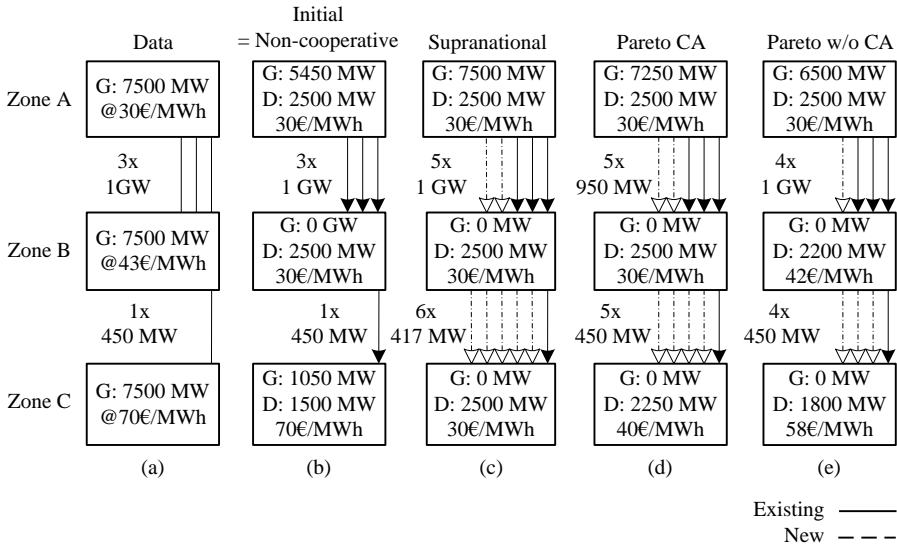 Data
Initial
= Non-cooperative
Supranational
Pareto CA
Pareto w/o CA
Zone A
G: 7500 MW
@30€/MWh
G: 5450 MW
D: 2500 MW
30€/MWh
G: 7500 MW
D: 2500 MW
30€/MWh
G: 7250 MW
D: 2500 MW
30€/MWh
G: 6500 MW
D: 2500 MW
30€/MWh
3x
1GW
3x
1 GW
5x
1 GW
5x
950 MW
4x
1 GW
Zone B
G: 7500 MW
@43€/MWh
G: 0 GW
D: 2500 MW
30€/MWh
G: 0 MW
D: 2500 MW
30€/MWh
G: 0 MW
D: 2500 MW
30€/MWh
G: 0 MW
D: 2200 MW
42€/MWh
1x
450 MW
1x
450 MW
6x
417 MW
5x
450 MW
4x
450 MW
Zone C
G: 7500 MW
@70€/MWh
G: 1050 MW
D: 1500 MW
70€/MWh
G: 0 MW
D: 2500 MW
30€/MWh
G: 0 MW
D: 2250 MW
40€/MWh
G: 0 MW
D: 1800 MW
58€/MWh
(a)
(b)
(c)
(d)
(e)
Existing
New